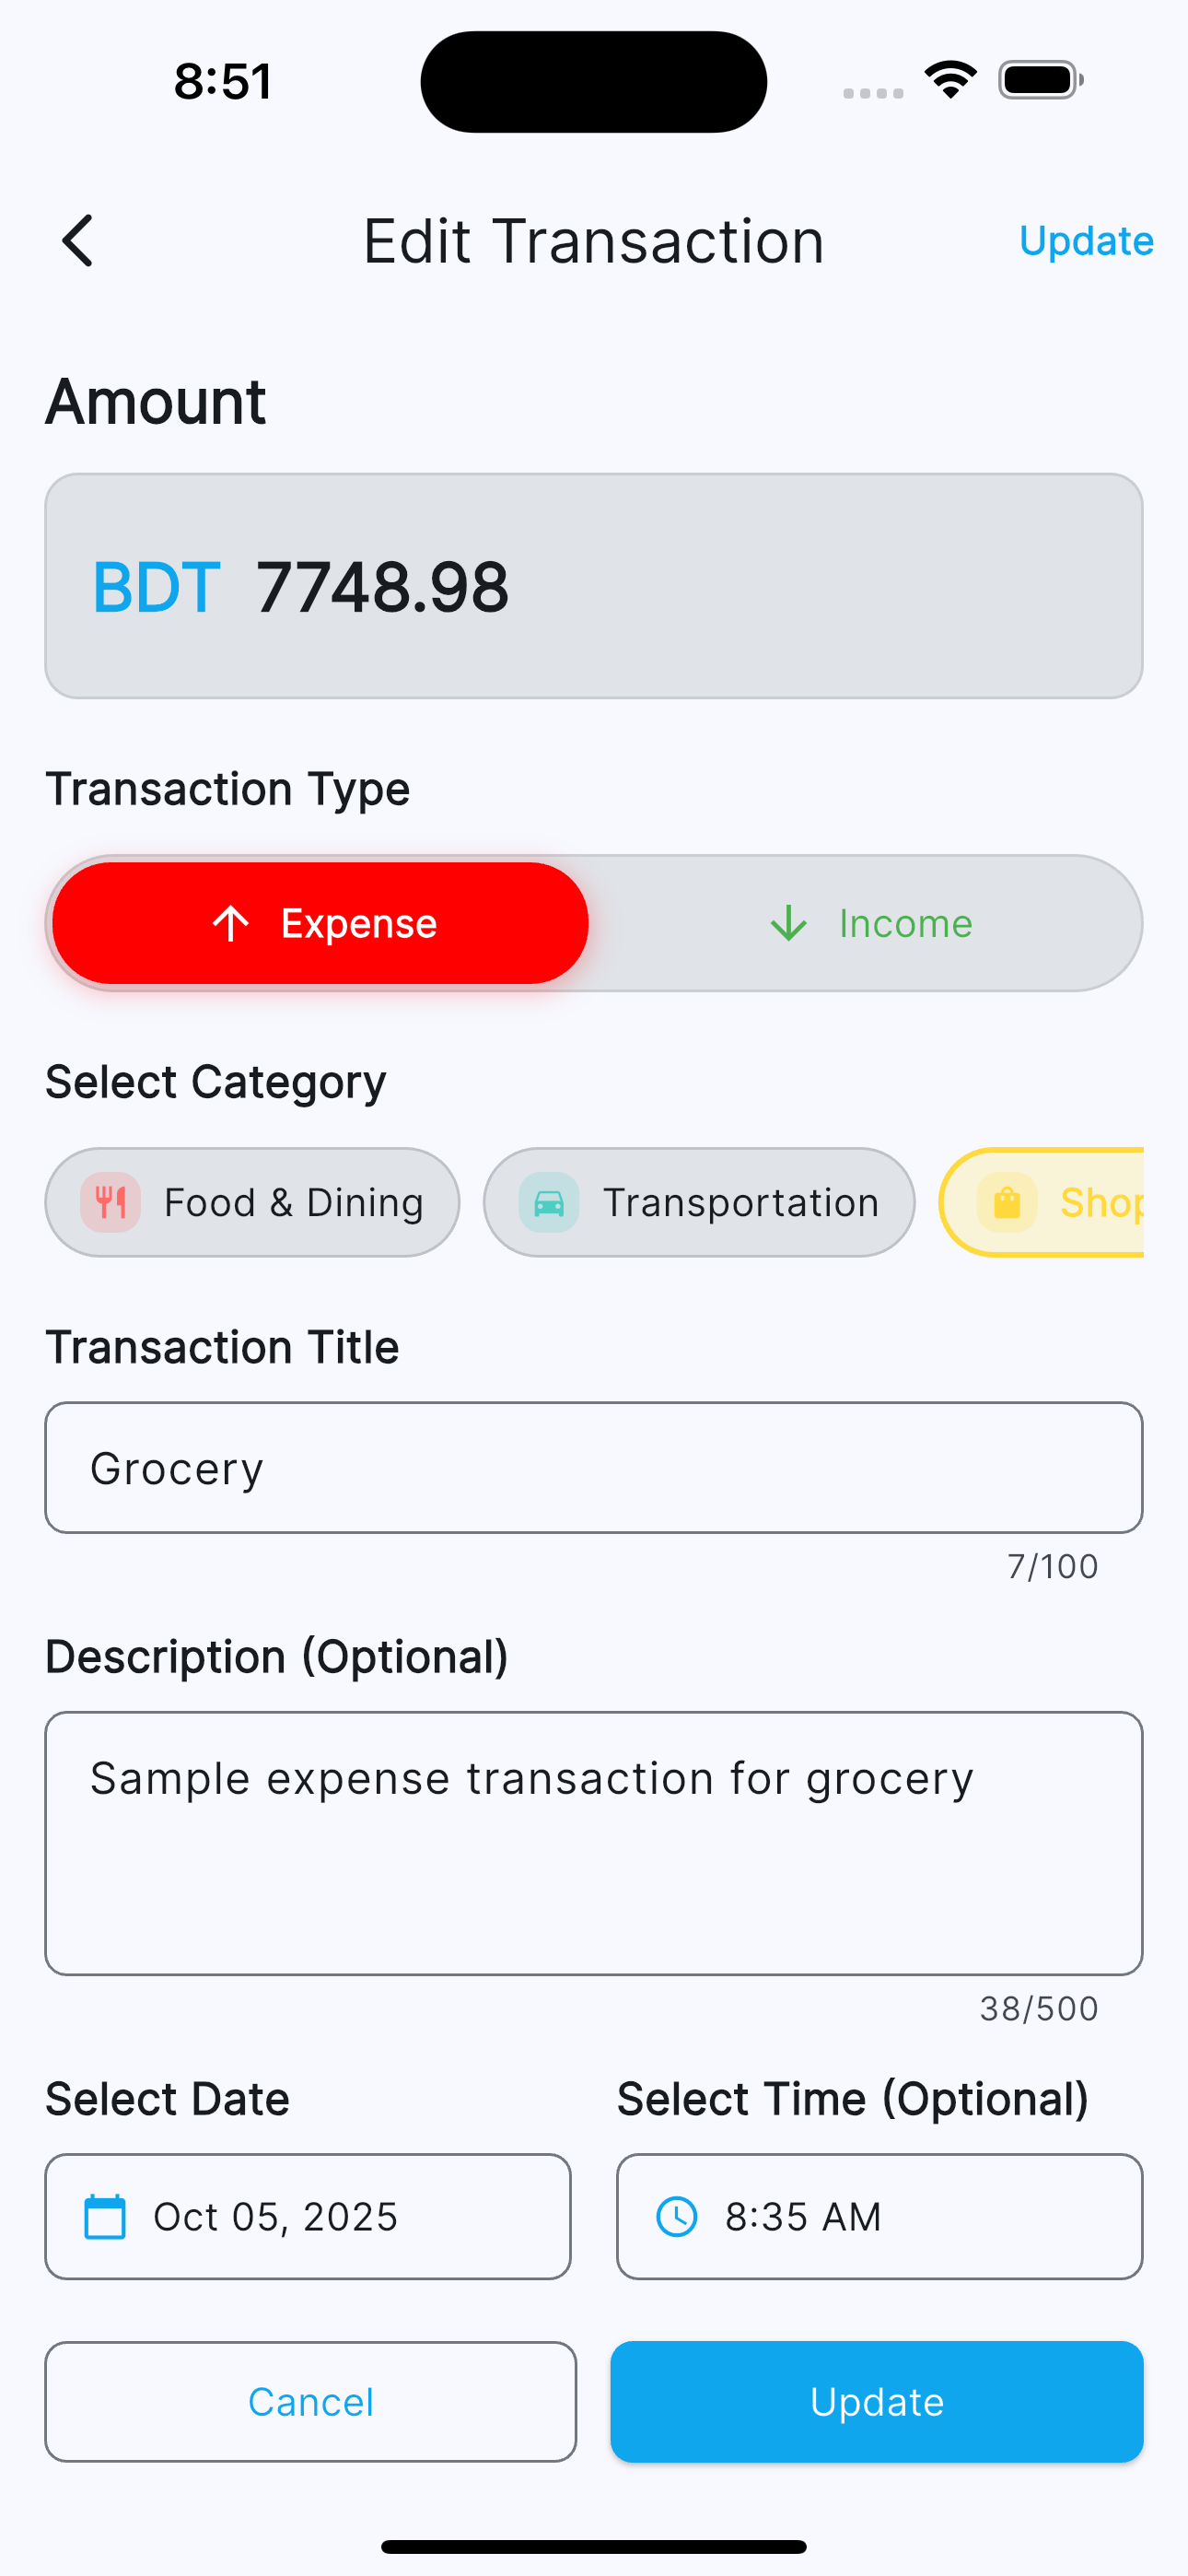 8:51
Edit Transaction
Update
Amount
BDT 7748.98
Transaction Type
Expense
Income
Select Category
Food & Dining
Transportation
Shop
Transaction Title
Grocery
7/100
Description (Optional)
Sample expense transaction for grocery
38/500
Select Date
Select Time (Optional)
Oct 05, 2025
8:35 AM
Cancel
Update